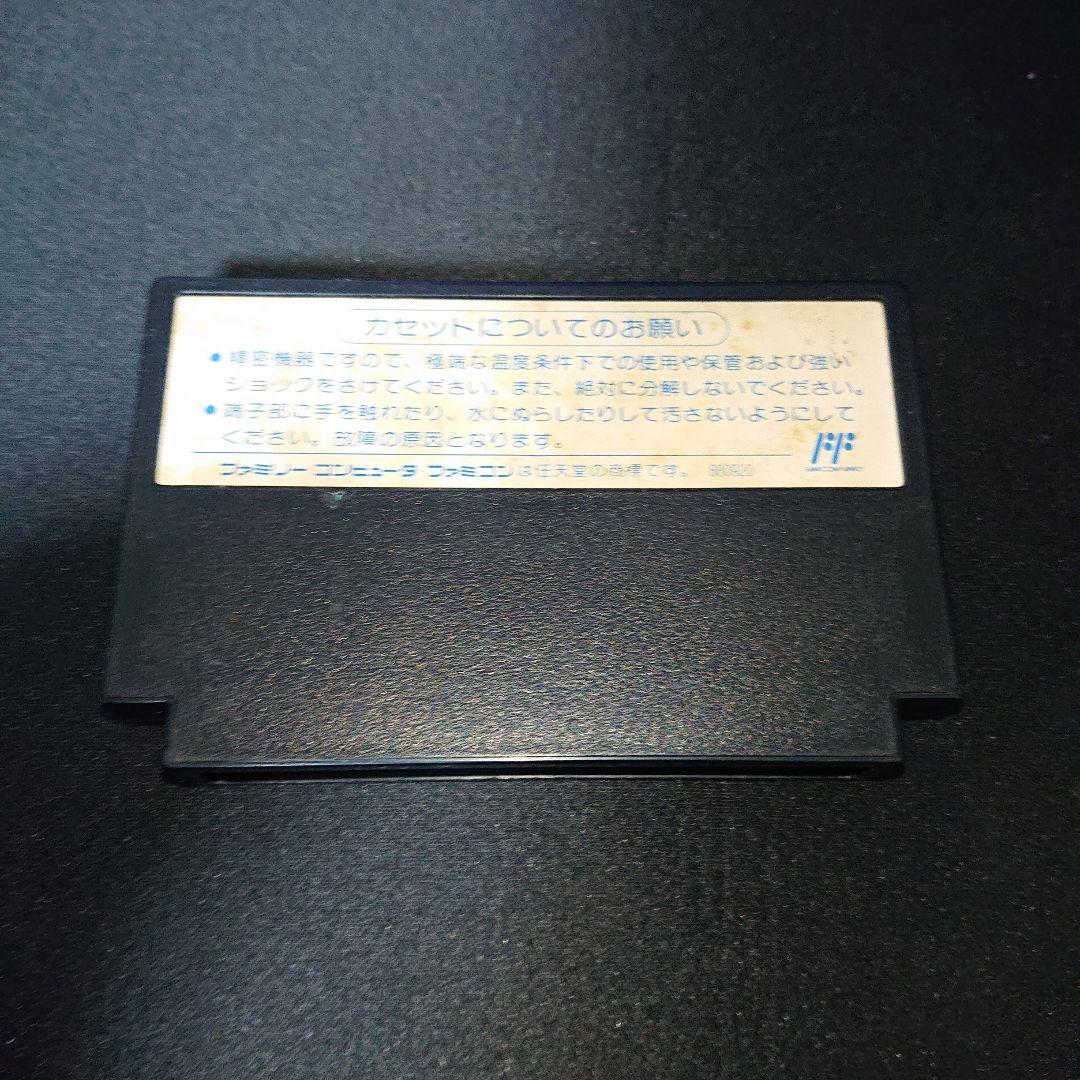 カセットについてのお願い
● 精密機器ですので、極端な温度条件下での使用や保管および強い
ショックをさけてください。また、絶対に分解しないでください。
● 端子部に手を触れたり、水にぬらしたりして汚さないようにして
ください。故障の原因となります。
ファミリー コンピュータ ファミコンは任天堂の商標です。